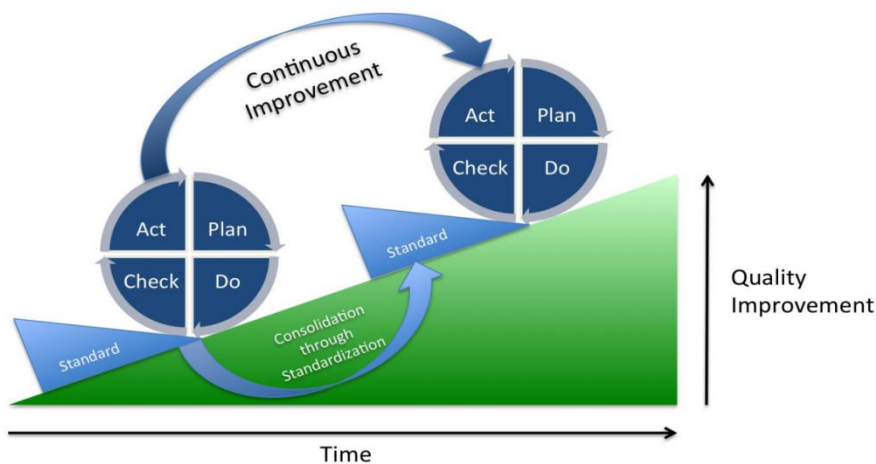 Continuous
Improvement
Act Plan
Check Do
Act Plan
Check Do
Standard
Standard
Consolidation
through
Standardization
Quality
Improvement
Time